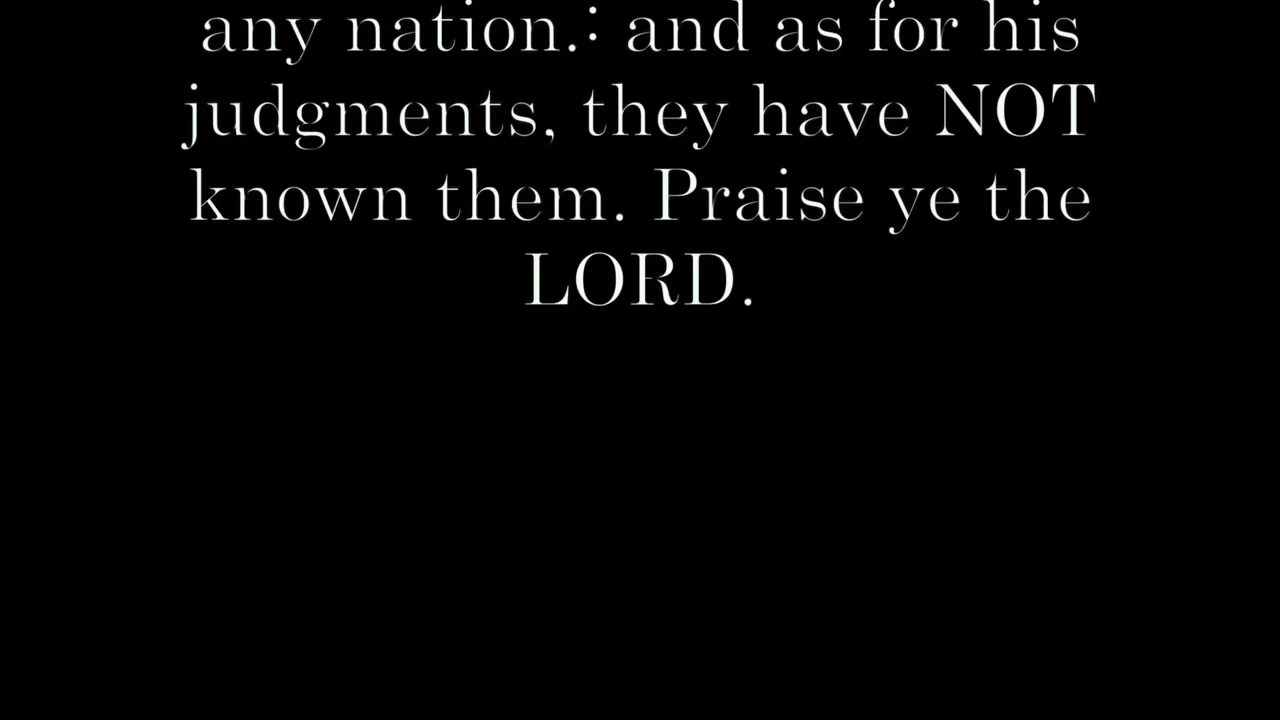 any nation.: and as for his
judgments, they have NOT
known them. Praise ye the
LORD.